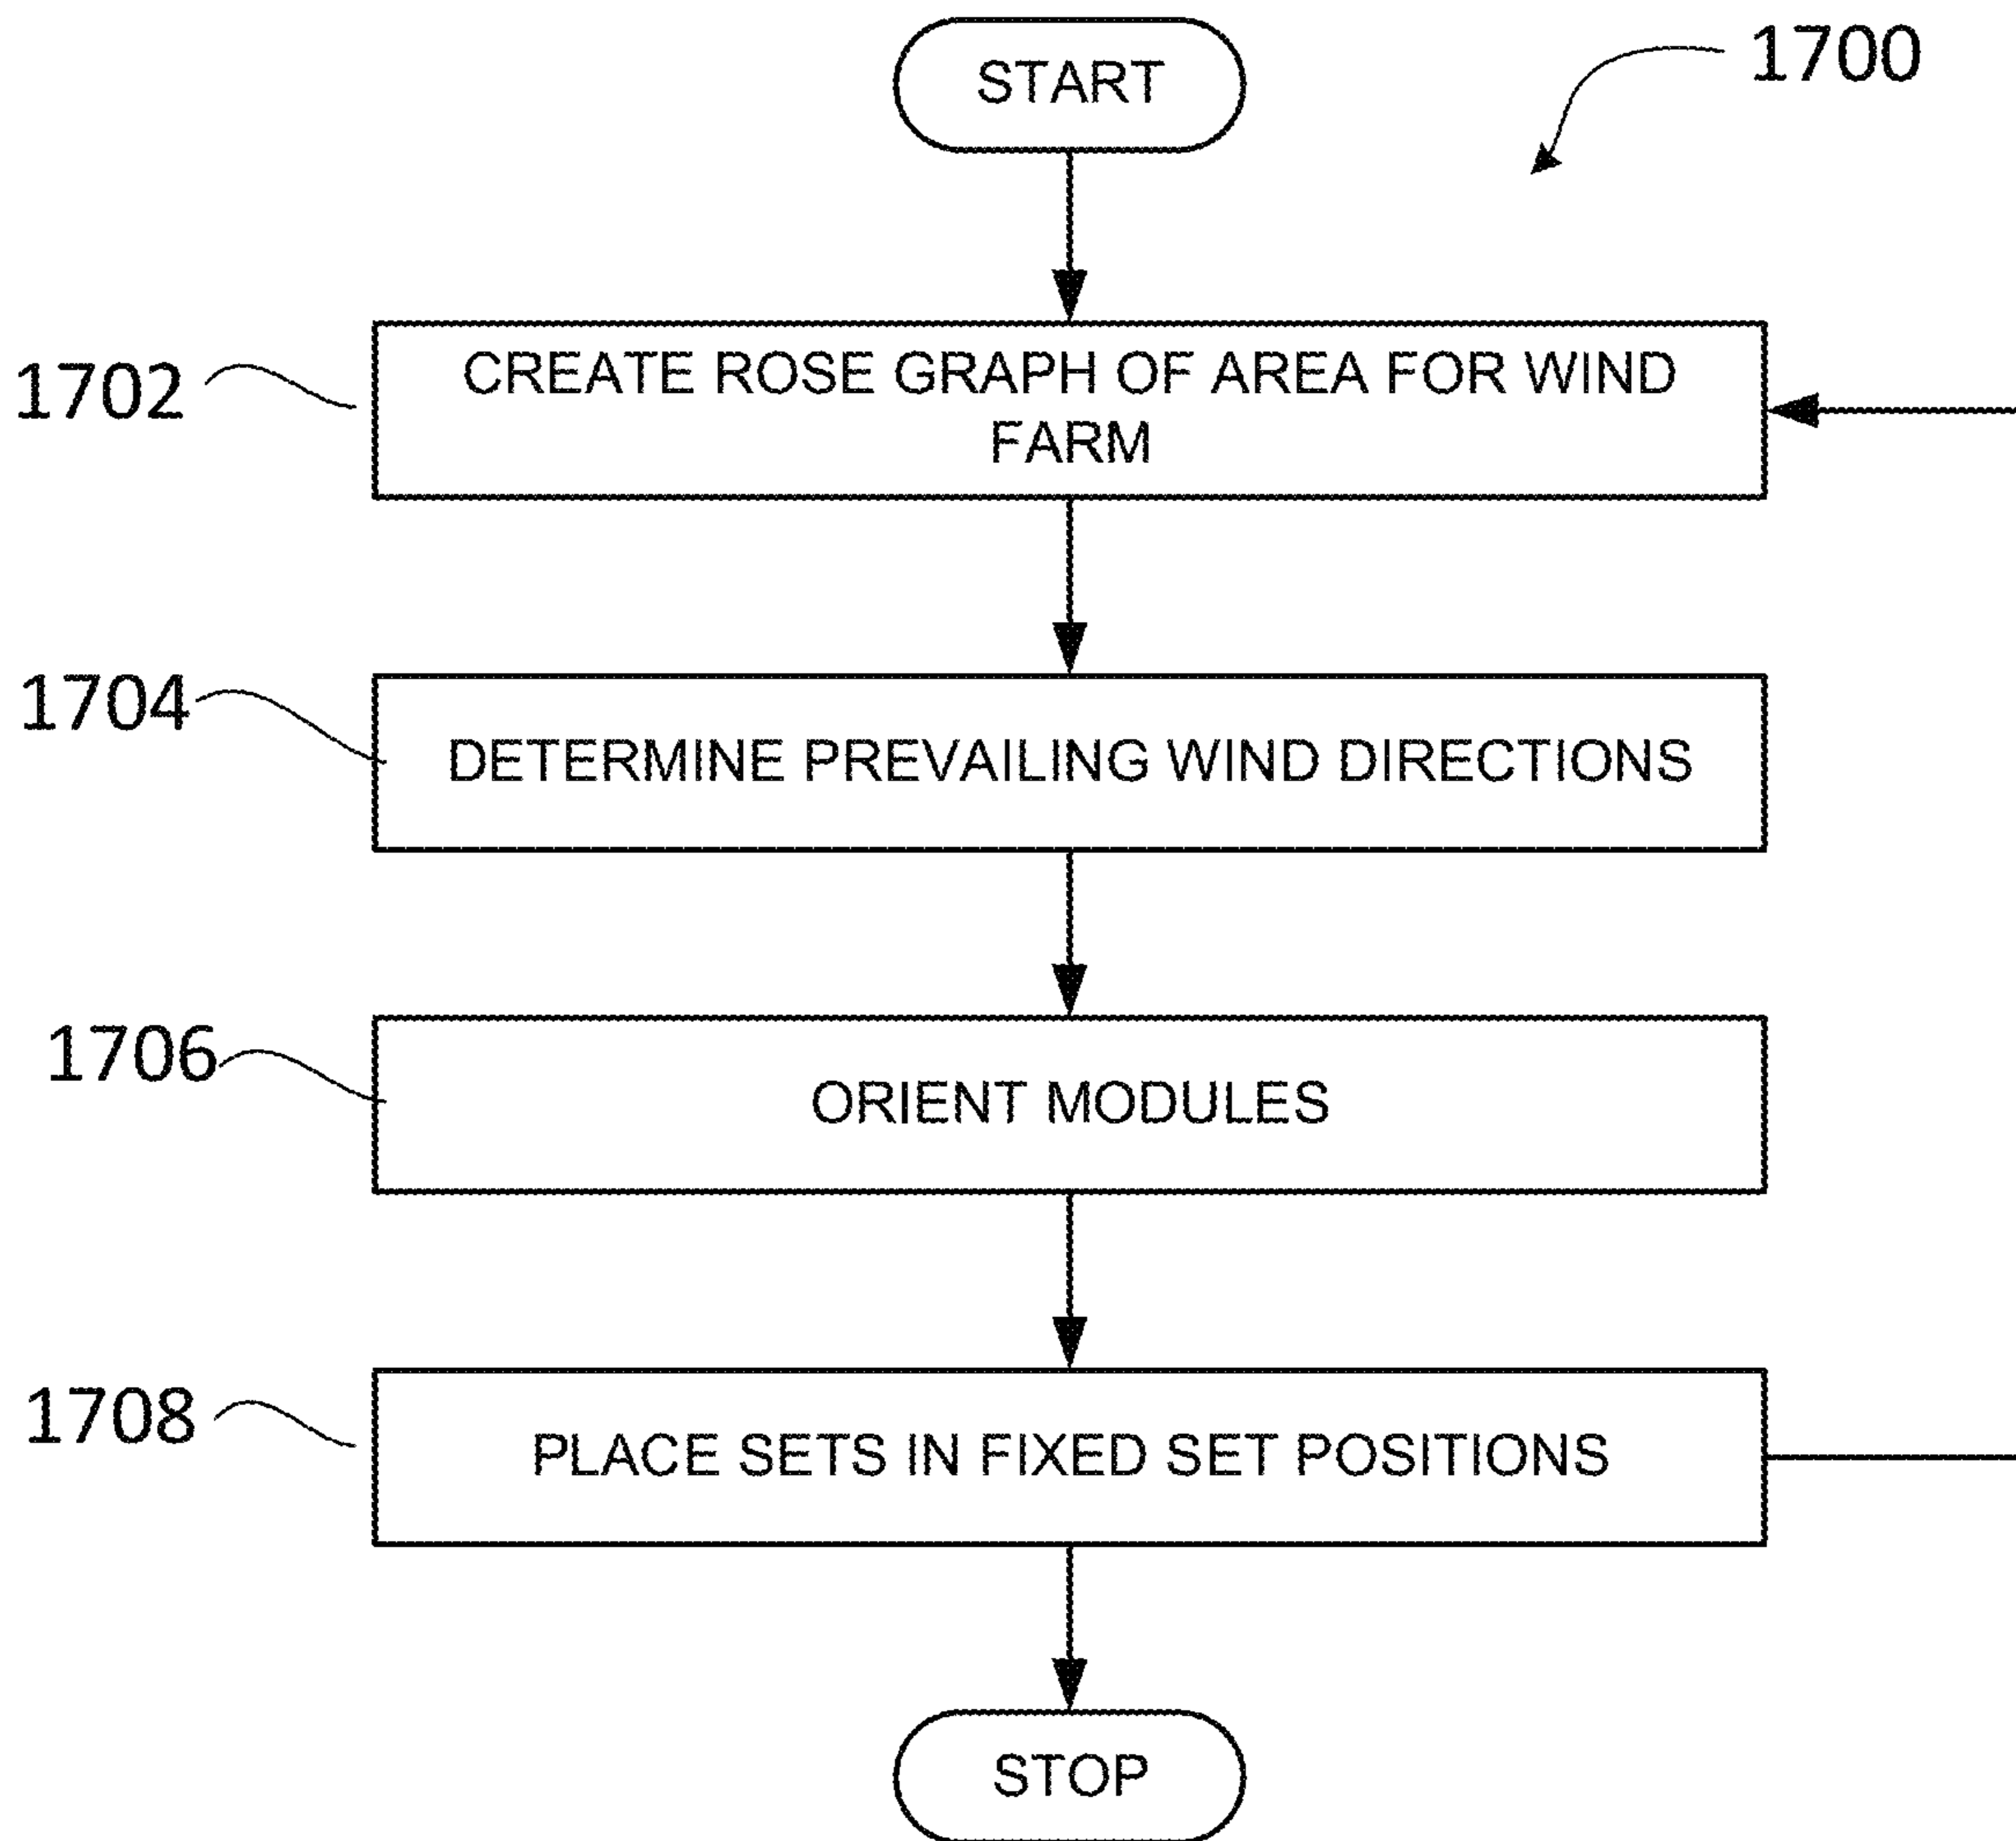 START
1700
1702
CREATE ROSE GRAPH OF AREA FOR WIND
FARM
1704
DETERMINE PREVAILING WIND DIRECTIONS
1706
ORIENT MODULES
1708
PLACE SETS IN FIXED SET POSITIONS
STOP